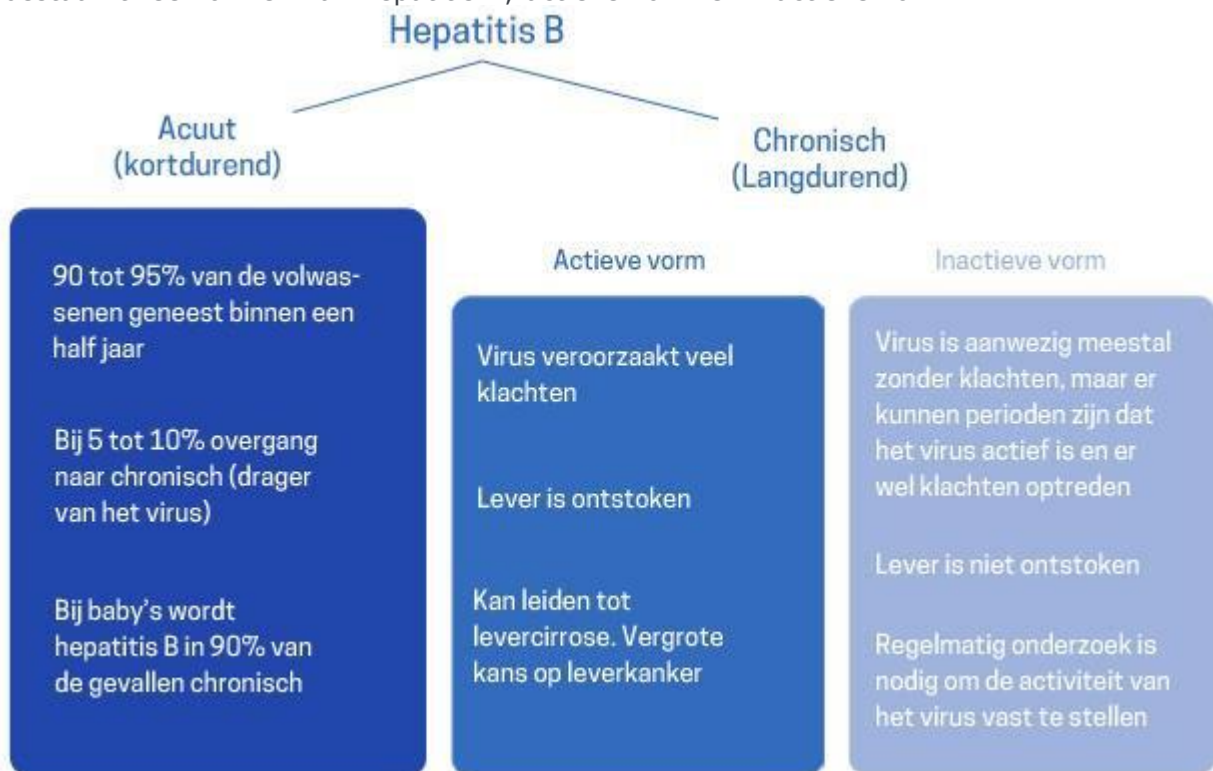 Hepatitis B
Acuut
(kortdurend)
Chronisch
(Langdurend)
90 tot 95% van de volwas-
senen geneest binnen een
half jaar
Bij 5 tot 10% overgang
naar chronisch (drager
van het virus)
Bij baby's wordt
hepatitis B in 90% van
de gevallen chronisch
Actieve vorm
Virus veroorzaakt veel
klachten
Lever is ontstoken
Kan leiden tot
levercirrose. Vergrote
kans op leverkanker
Inactieve vorm
Virus is aanwezig meestal
zonder klachten, maar er
kunnen perioden zijn dat
het virus actief is en er
wel klachten optreden
Lever is niet ontstoken
Regelmatig onderzoek is
nodig om de activiteit van
het virus vast te stellen